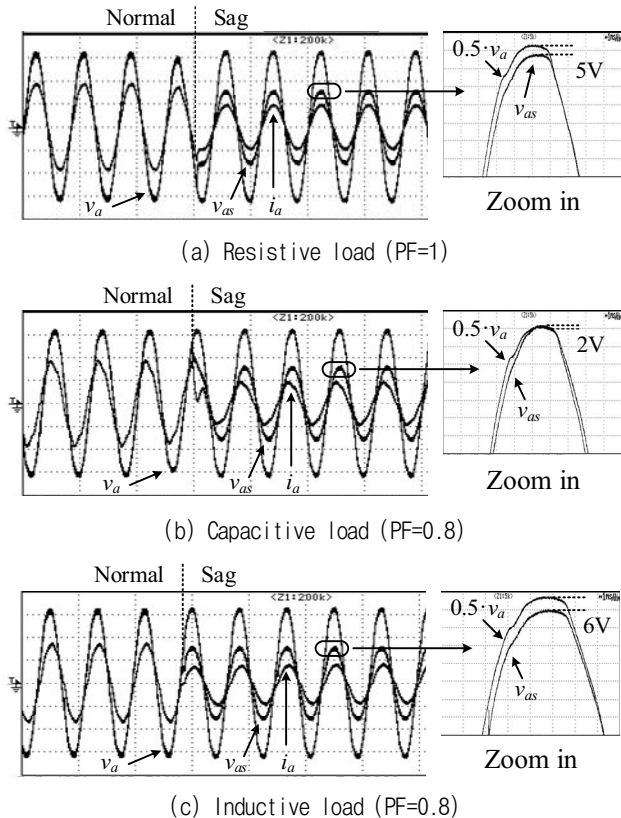 Normal Sag
<Z1:200k>
0.5·va
5V
vas
va
vas
ia
Zoom in
(a) Resistive load (PF=1)
Normal Sag
<Z1:200k>
0.5·va
2V
vas
va
vas
ia
Zoom in
(b) Capacitive load (PF=0.8)
Normal Sag
<Z1:200k>
0.5·va
6V
vas
va
vas
ia
Zoom in
(c) Inductive load (PF=0.8)